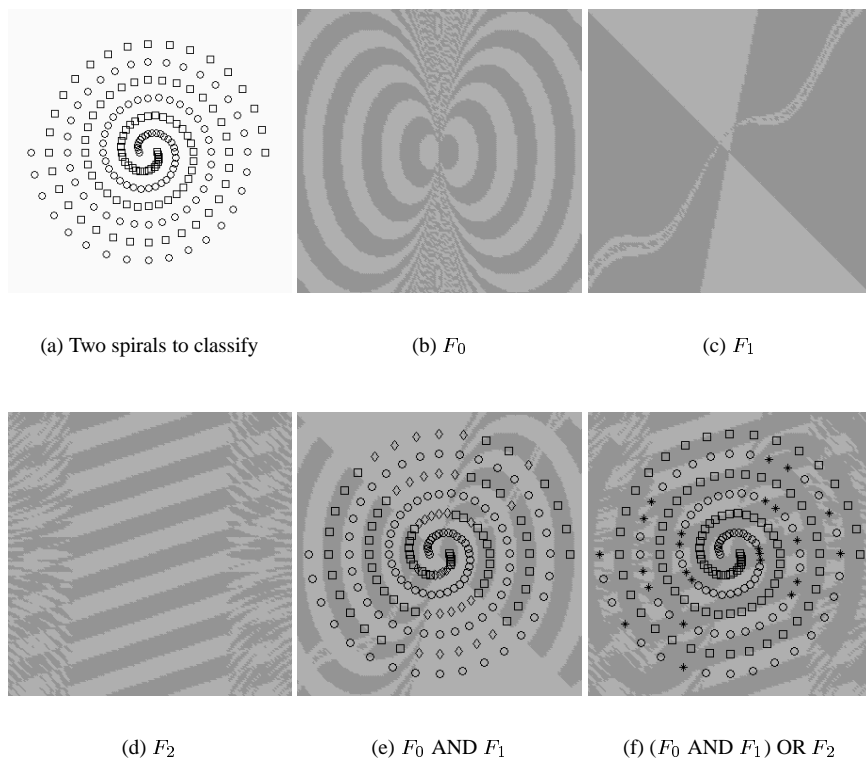 (a) Two spirals to classify
(b) F₀
(c) F₁
(d) F₂
(e) F₀ AND F₁
(f) (F₀ AND F₁) OR F₂